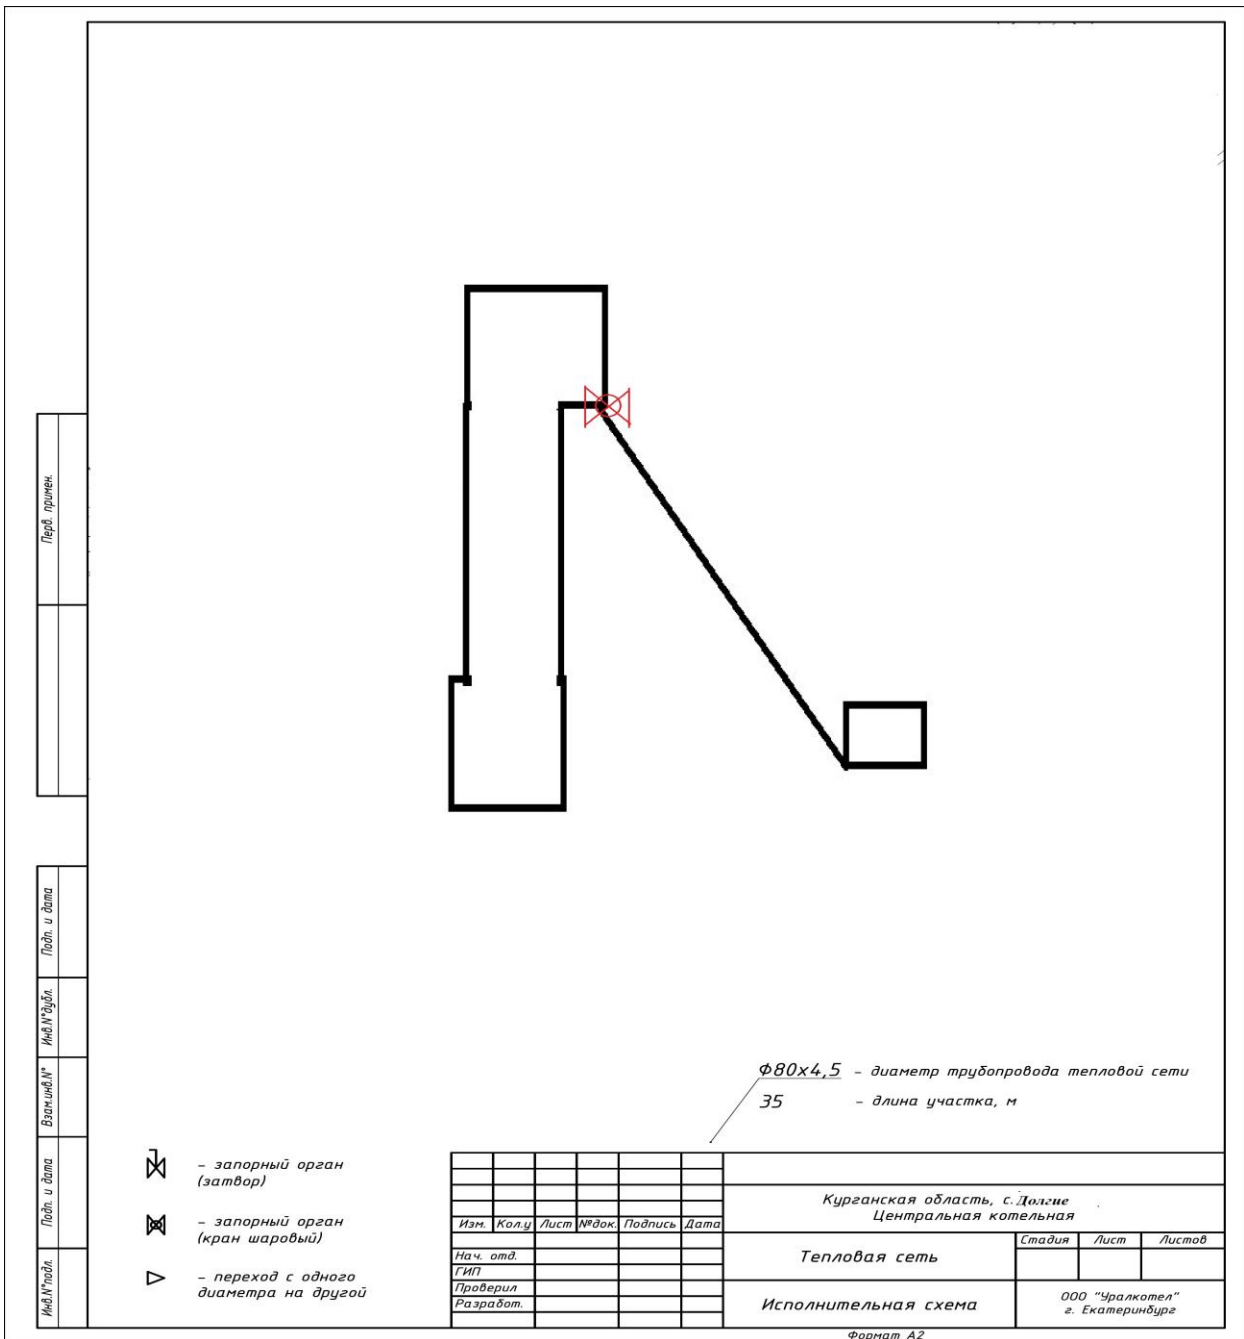 Перв. примен.
Подп. и дата
Инв.N°дубл.
Взам.инв.N°
Подп. и дата
Инв.N°подл.
Ф80х4,5 – диаметр трубопровода тепловой сети
35 – длина участка, м
– запорный орган
(затвор)
– запорный орган
(кран шаровый)
– переход с одного
диаметра на другой
Изм. Кол.у Лист №док. Подпись Дата
Нач. отд.
ГИП
Проверил
Разработ.
Курганская область, с. Долгие
Центральная котельная
Тепловая сеть
Стадия Лист Листов
Исполнительная схема
ООО "Уралкотел"
г. Екатеринбург
Формат А2